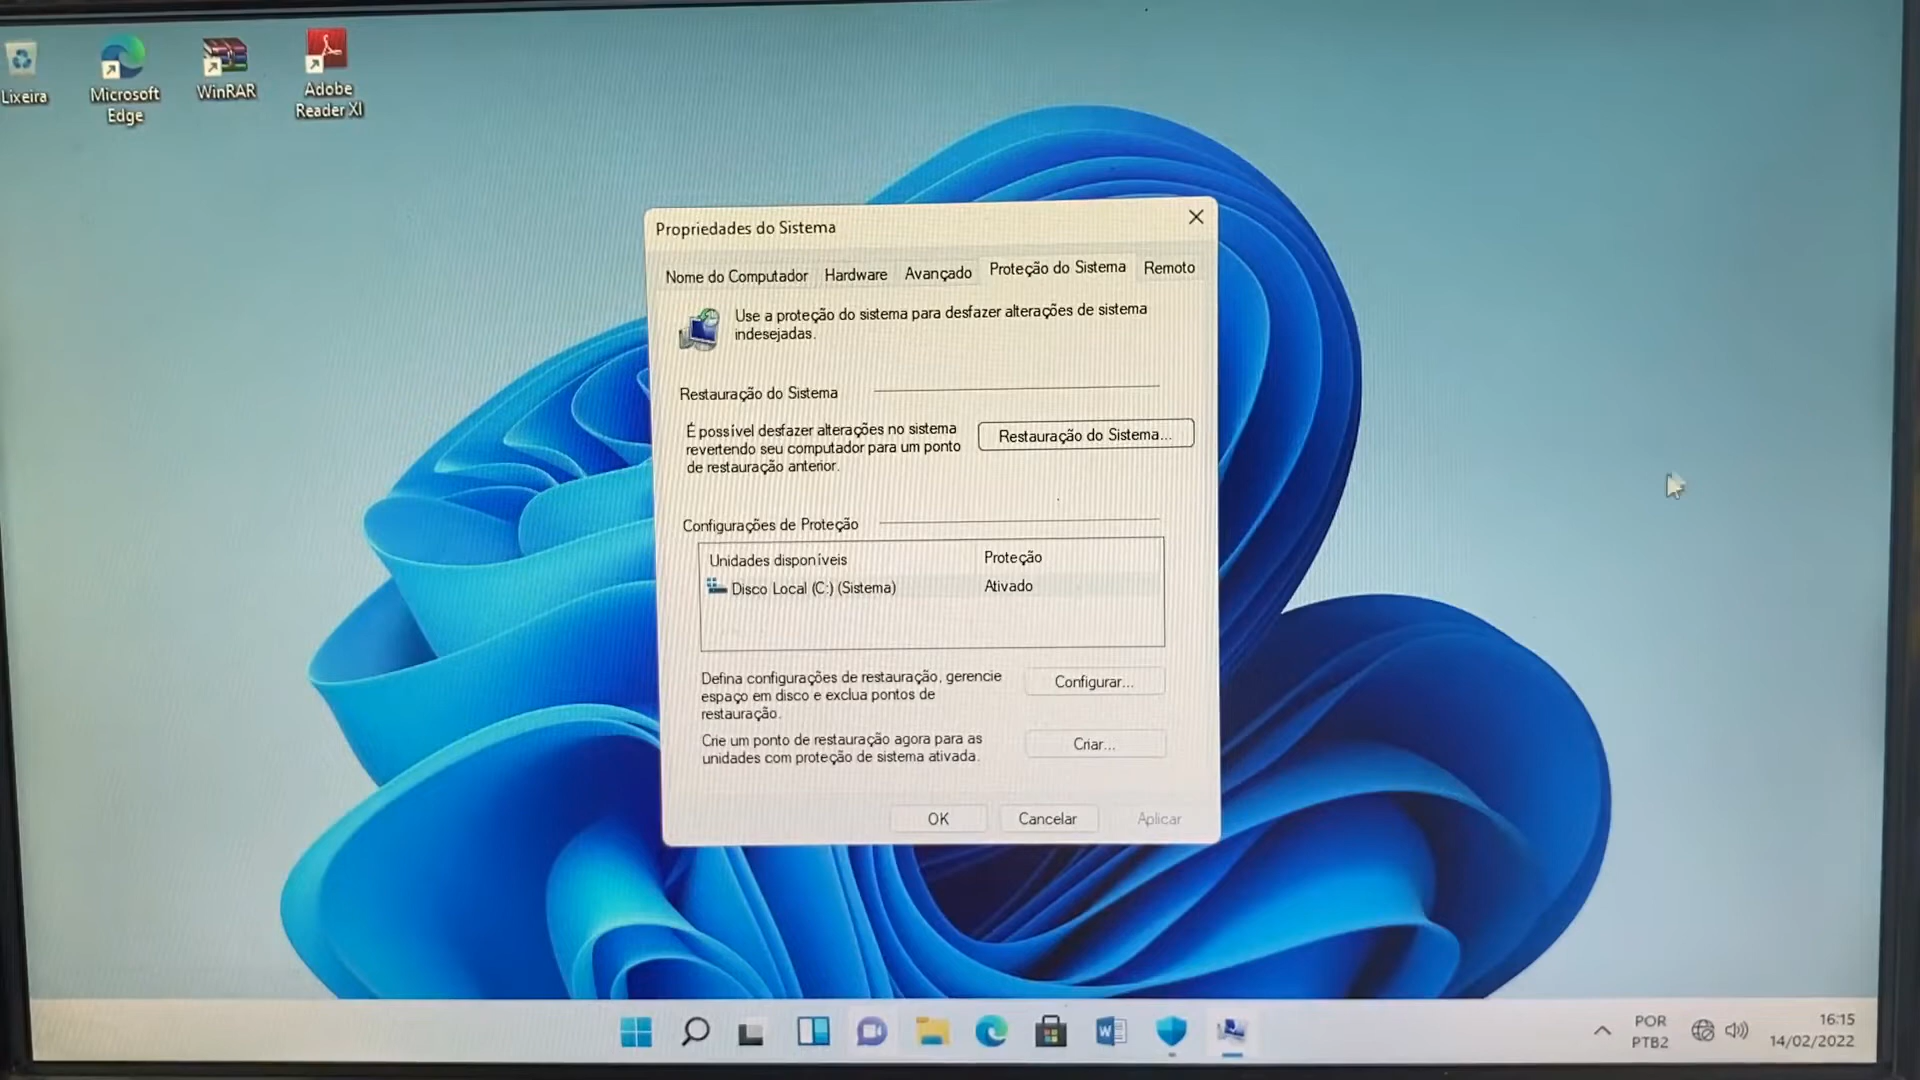 Lixeira
Microsoft
Edge
WinRAR
Adobe
Reader XI
Propriedades do Sistema
Nome do Computador Hardware Avançado Proteção do Sistema Remoto
Use a proteção do sistema para desfazer alterações de sistema
indesejadas.
Restauração do Sistema
É possível desfazer alterações no sistema
revertendo seu computador para um ponto
de restauração anterior.
Restauração do Sistema...
Configurações de Proteção
Unidades disponíveis Proteção
Disco Local (C:) (Sistema) Ativado
Defina configurações de restauração, gerencie
espaço em disco e exclua pontos de
restauração.
Configurar...
Crie um ponto de restauração agora para as
unidades com proteção de sistema ativada.
Criar...
OK Cancelar Aplicar
POR
PTB2
16:15
14/02/2022